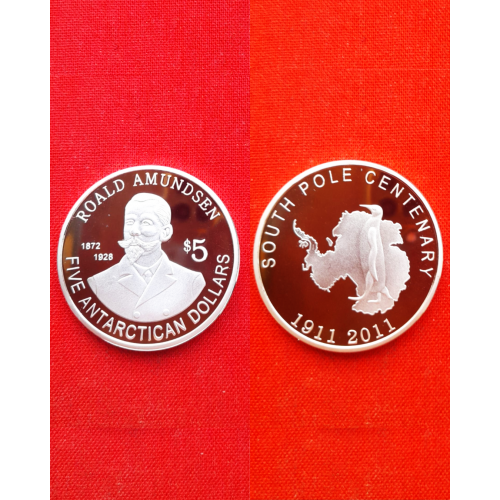 ROALD AMUNDSEN
1872
1928
$5
FIVE ANTARCTICAN DOLLARS
SOUTH POLE CENTENARY
1911 2011